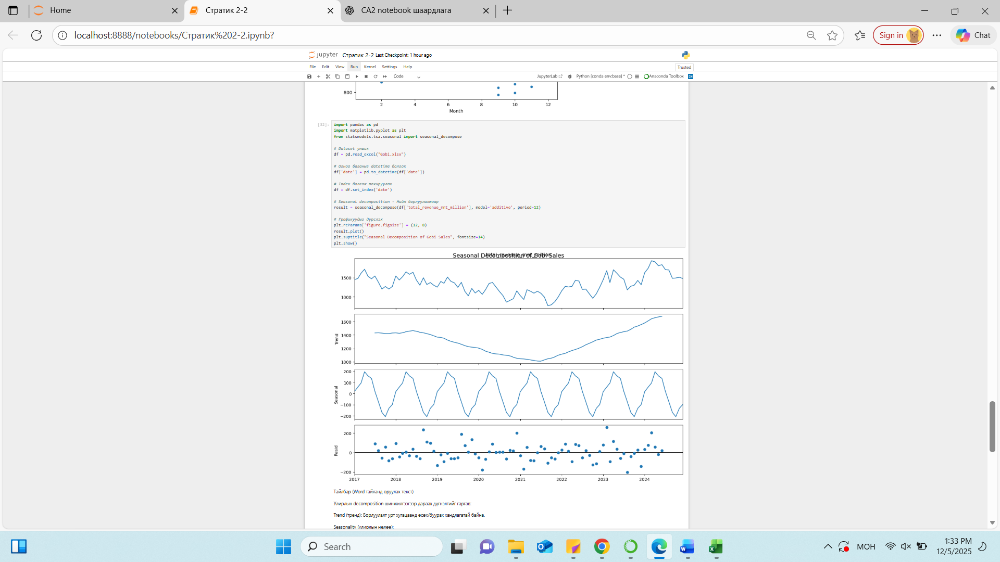 Home
Стратик 2-2
CA2 notebook шаардлага
localhost:8888/notebooks/Стратик%202-2.ipynb?
Sign in
Chat
jupyter Стратик 2-2 Last Checkpoint: 1 hour ago
File Edit View Run Kernel Settings Help
Trusted
Code
JupyterLab
Python [conda env:base] *
Anaconda Toolbox
800
2 4 6 8 10 12
Month
[32]:
import pandas as pd
import matplotlib.pyplot as plt
from statsmodels.tsa.seasonal import seasonal_decompose
# Dataset унших
df = pd.read_excel("Gobi.xlsx")
# Огноо баганыг datetime болгох
df['date'] = pd.to_datetime(df['date'])
# Index болгож тохируулах
df = df.set_index('date')
# Seasonal decomposition - Нийт борлуулалтаар
result = seasonal_decompose(df['total_revenue_mnt_million'], model='additive', period=12)
# Графикуудыг дүрслэх
plt.rcParams['figure.figsize'] = (12, 8)
result.plot()
plt.suptitle("Seasonal Decomposition of Gobi Sales", fontsize=14)
plt.show()
Seasonal Decomposition of Gobi Sales
total_revenue_mnt_million
1500
1000
1600
1400
1200
1000
Trend
200
100
0
−100
−200
Seasonal
200
0
−200
Resid
2017 2018 2019 2020 2021 2022 2023 2024
Тайлбар (Word тайланд оруулах текст)
Улирлын decomposition шинжилгээгээр дараах дүгнэлтийг гаргав:
Trend (тренд): Борлуулалт урт хугацаанд өсөх/буурах хандлагатай байна.
Seasonality (улирлын нөлөө):
Search
МОН
1:33 PM
12/5/2025